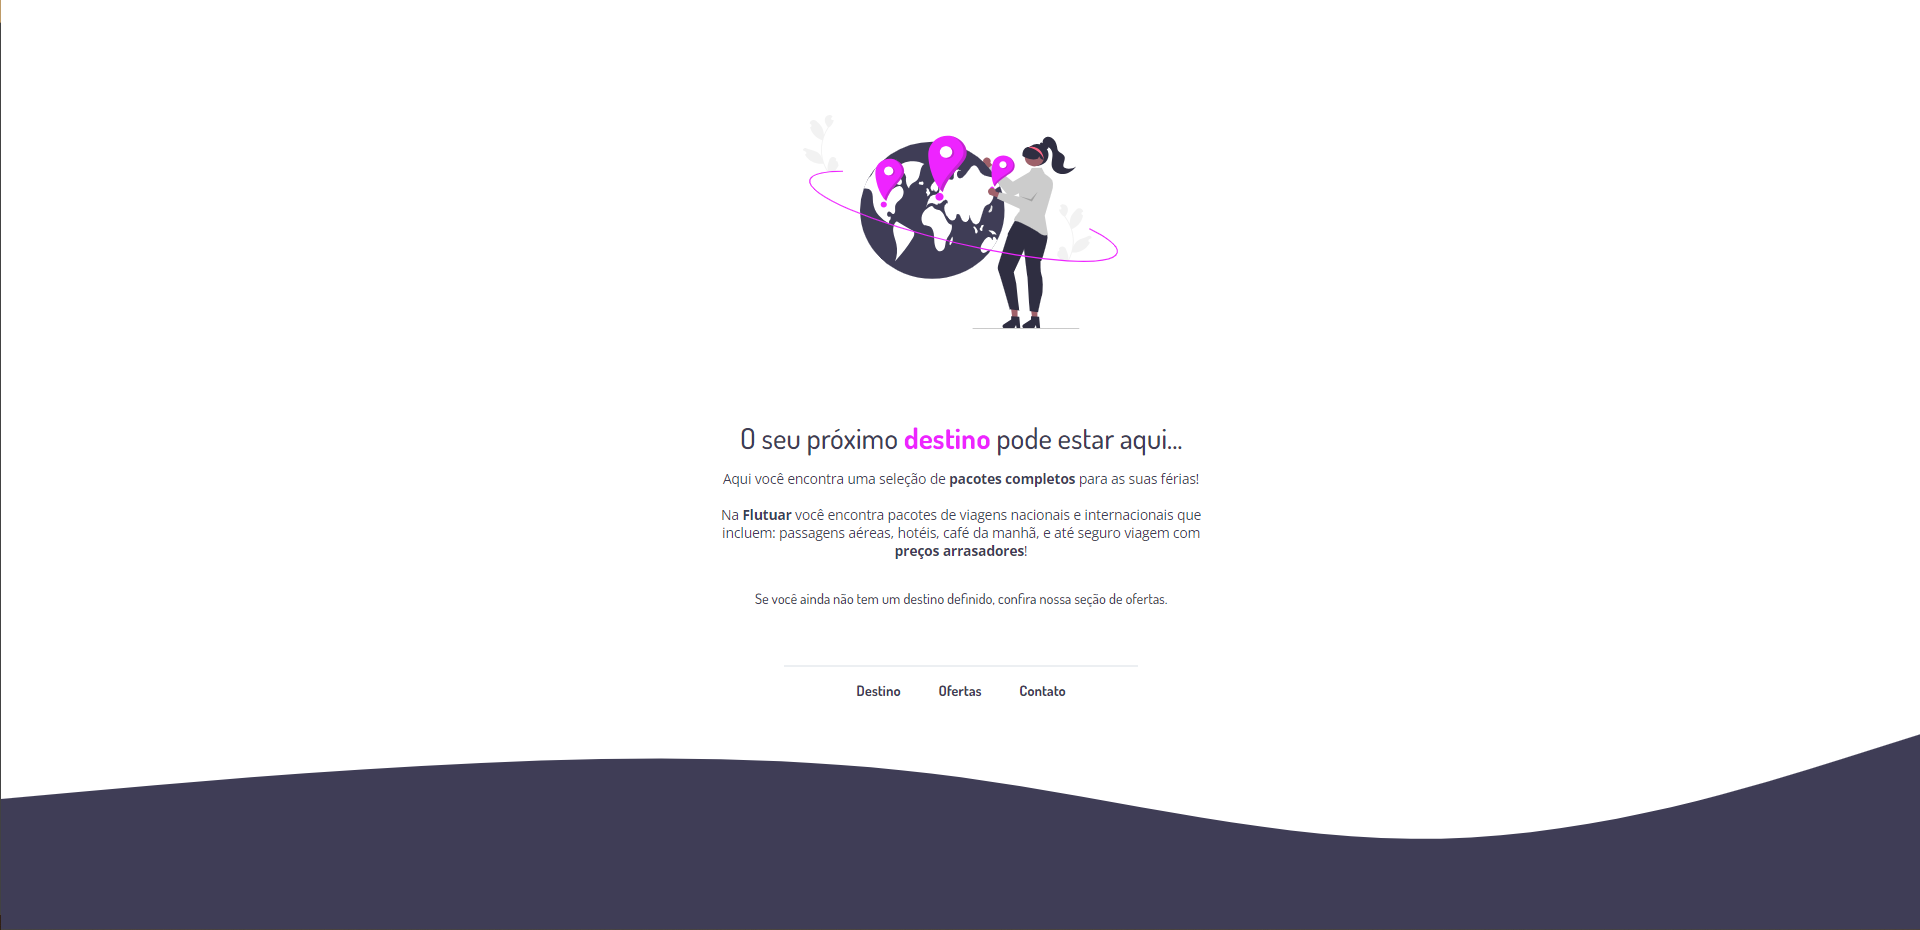 O seu próximo destino pode estar aqui...
Aqui você encontra uma seleção de pacotes completos para as suas férias!
Na Flutuar você encontra pacotes de viagens nacionais e internacionais que
incluem: passagens aéreas, hotéis, café da manhã, e até seguro viagem com
preços arrasadores!
Se você ainda não tem um destino definido, confira nossa seção de ofertas.
Destino Ofertas Contato